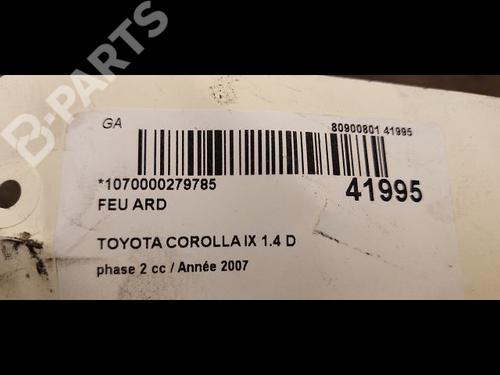 B-PARTS
GA
80900801 41995
*1070000279785
41995
FEU ARD
TOYOTA COROLLA IX 1.4 D
phase 2 cc / Année 2007